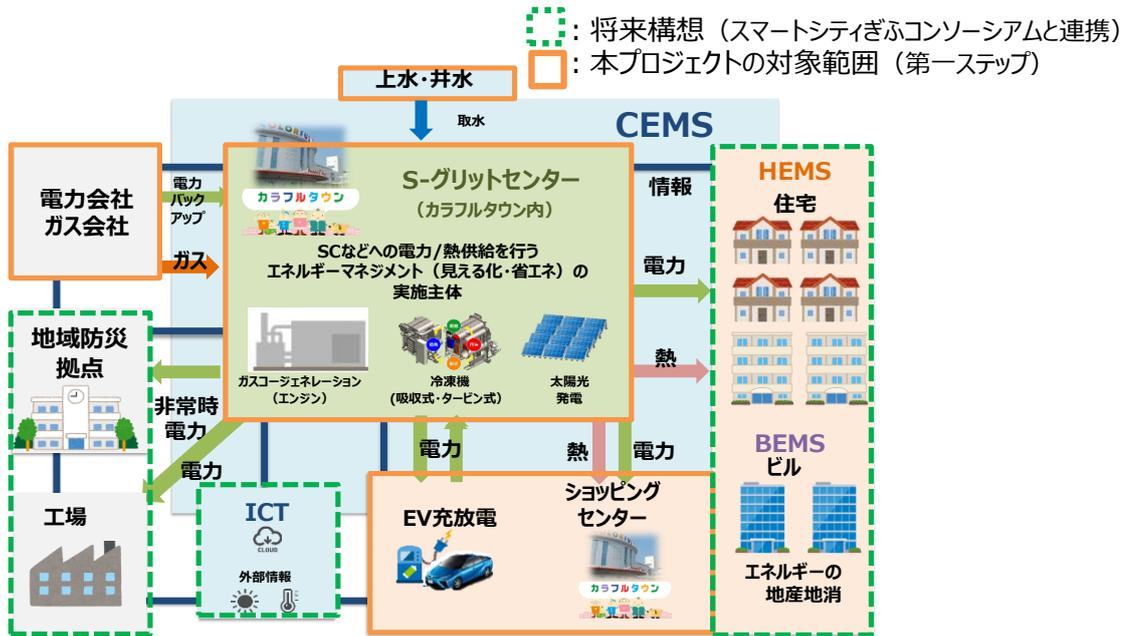 ：将来構想（スマートシティぎふコンソーシアムと連携）
：本プロジェクトの対象範囲（第一ステップ）
上水・井水
取水
CEMS
電力会社
ガス会社
電力
バック
アップ
ガス
カラフルタウン
S-グリットセンター
（カラフルタウン内）
SCなどへの電力/熱供給を行う
エネルギーマネジメント（見える化・省エネ）の
実施主体
ガスコージェネレーション
（エンジン）
冷凍機
(吸収式・タービン式)
太陽光
発電
情報
電力
熱
HEMS
住宅
BEMS
ビル
エネルギーの
地産地消
地域防災
拠点
非常時
電力
電力
工場
ICT
CLOUD
外部情報
電力
熱
電力
EV充放電
ショッピング
センター
カラフルタウン